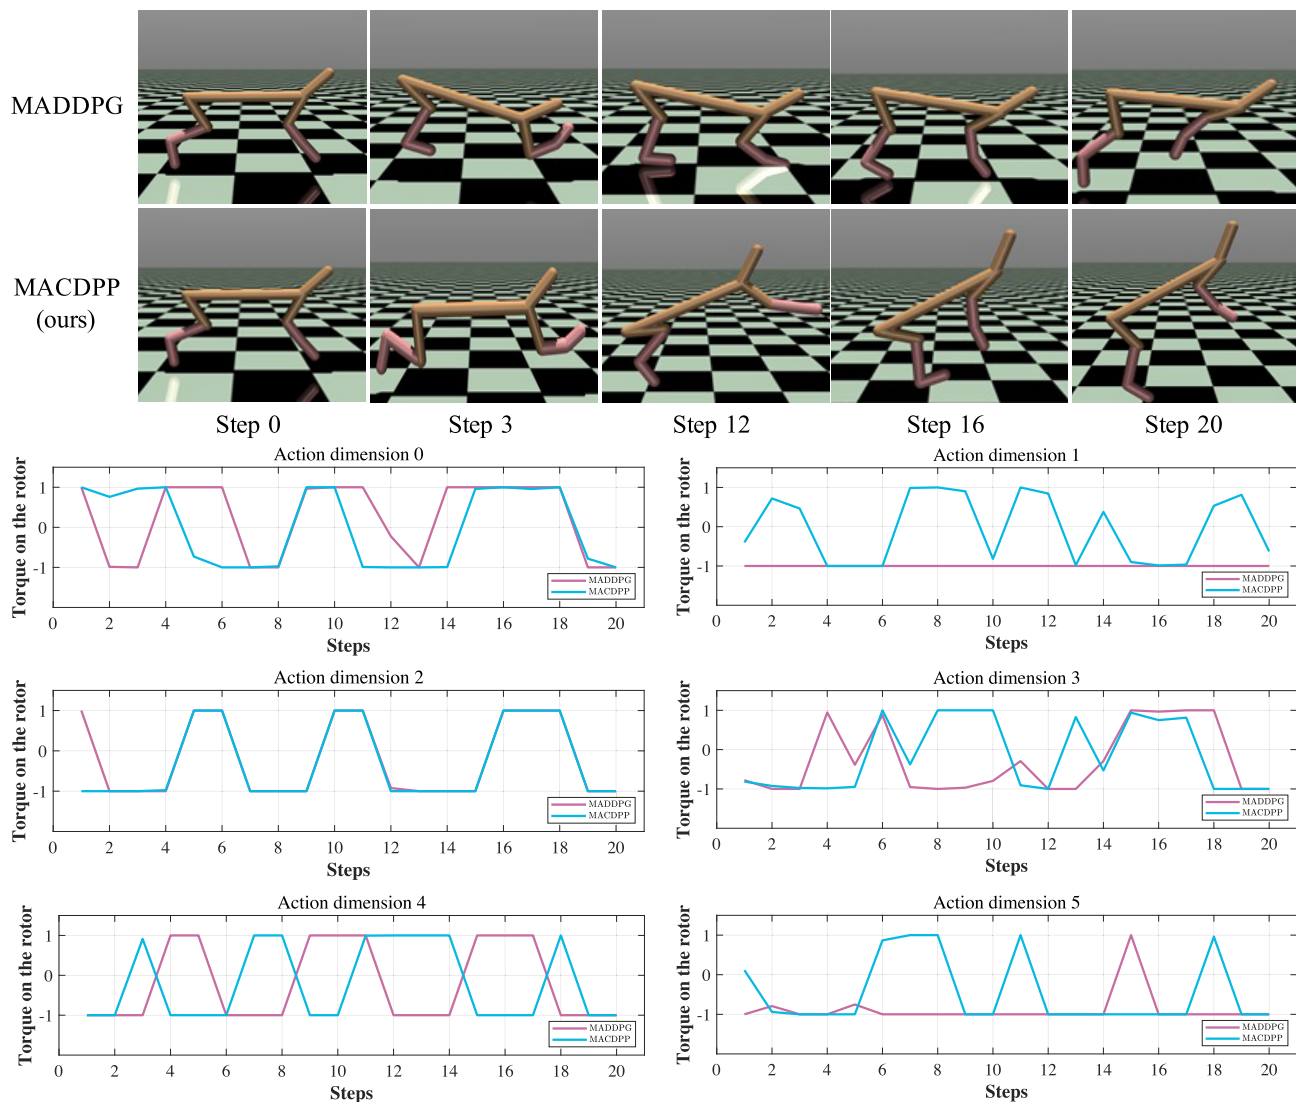 MADDPG
MACDPP
(ours)
Step 0 Step 3 Step 12 Step 16 Step 20
Action dimension 0
Torque on the rotor
1
0
-1
MADDPG
MACDPP
0 2 4 6 8 10 12 14 16 18 20
Steps
Action dimension 1
Torque on the rotor
1
0
-1
MADDPG
MACDPP
0 2 4 6 8 10 12 14 16 18 20
Steps
Action dimension 2
Torque on the rotor
1
0
-1
MADDPG
MACDPP
0 2 4 6 8 10 12 14 16 18 20
Steps
Action dimension 3
Torque on the rotor
1
0
-1
MADDPG
MACDPP
0 2 4 6 8 10 12 14 16 18 20
Steps
Action dimension 4
Torque on the rotor
1
0
-1
MADDPG
MACDPP
0 2 4 6 8 10 12 14 16 18 20
Steps
Action dimension 5
Torque on the rotor
1
0
-1
MADDPG
MACDPP
0 2 4 6 8 10 12 14 16 18 20
Steps